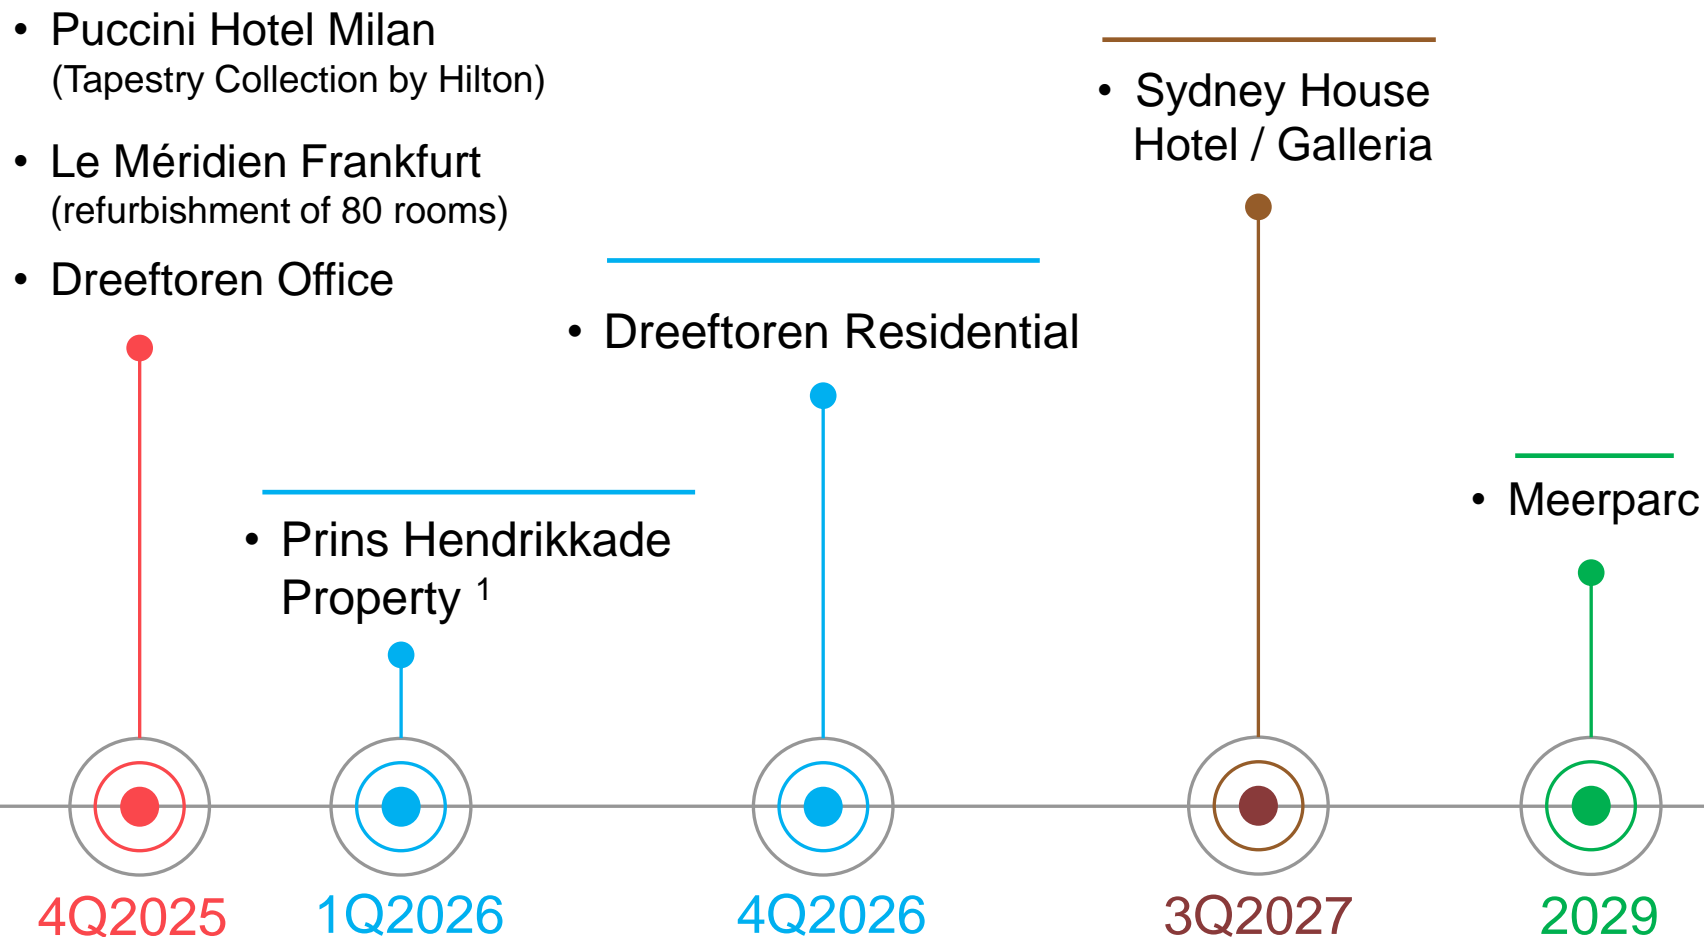 • Puccini Hotel Milan
(Tapestry Collection by Hilton)
• Le Méridien Frankfurt
(refurbishment of 80 rooms)
• Dreeftoren Office
• Prins Hendrikkade
Property ¹
• Dreeftoren Residential
• Sydney House
Hotel / Galleria
• Meerparc
4Q2025
1Q2026
4Q2026
3Q2027
2029